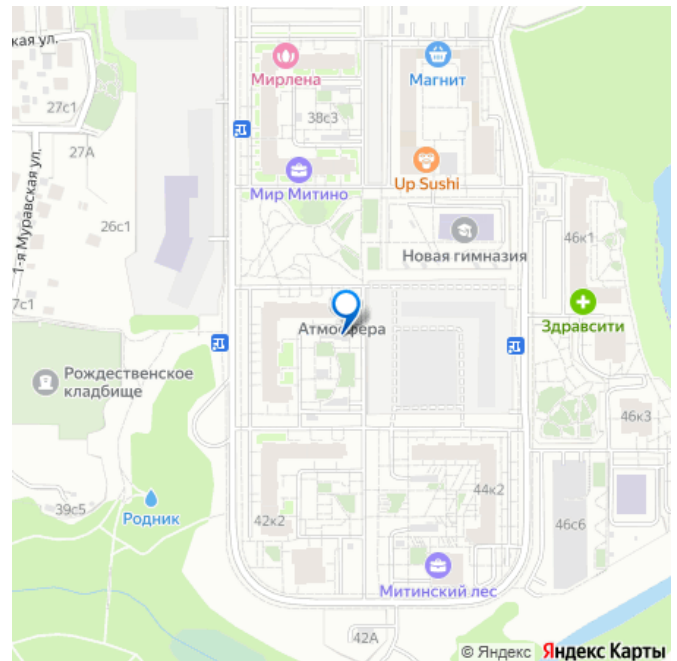 кая ул.
Мирлена
Магнит
27с1
38с3
27А
Up Sushi
Мир Митино
1-я Муравская ул.
26с1
46к1
Новая гимназия
7с1
Атмосфера
Здравсити
Рождественское
кладбище
46к3
44к2
39с5
Родник
42к2
46с6
Митинский лес
42А
© Яндекс Яндекс Карты